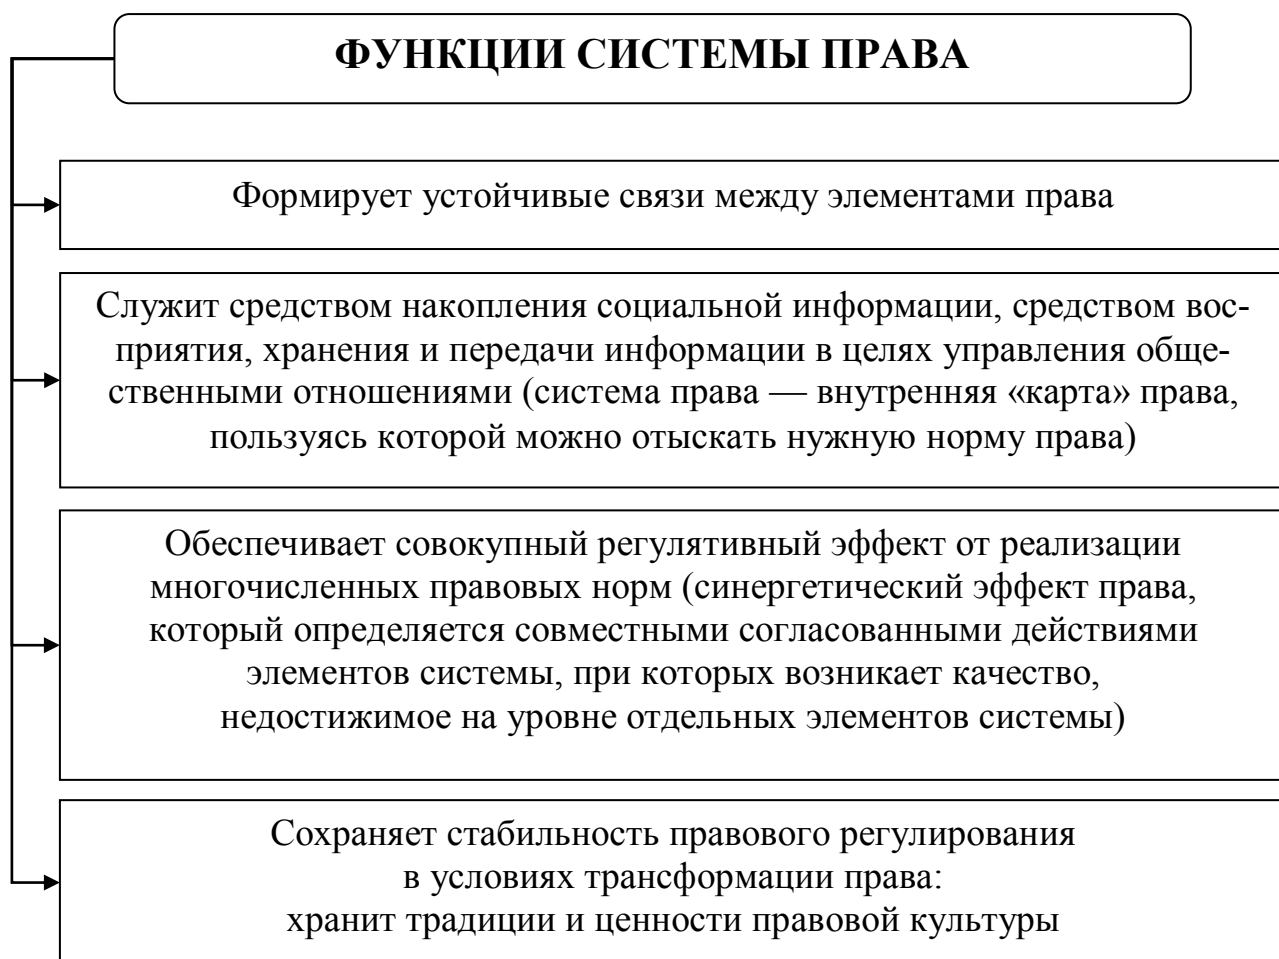 ФУНКЦИИ СИСТЕМЫ ПРАВА
Формирует устойчивые связи между элементами права
Служит средством накопления социальной информации, средством вос-
приятия, хранения и передачи информации в целях управления обще-
ственными отношениями (система права — внутренняя «карта» права,
пользуясь которой можно отыскать нужную норму права)
Обеспечивает совокупный регулятивный эффект от реализации
многочисленных правовых норм (синергетический эффект права,
который определяется совместными согласованными действиями
элементов системы, при которых возникает качество,
недостижимое на уровне отдельных элементов системы)
Сохраняет стабильность правового регулирования
в условиях трансформации права:
хранит традиции и ценности правовой культуры